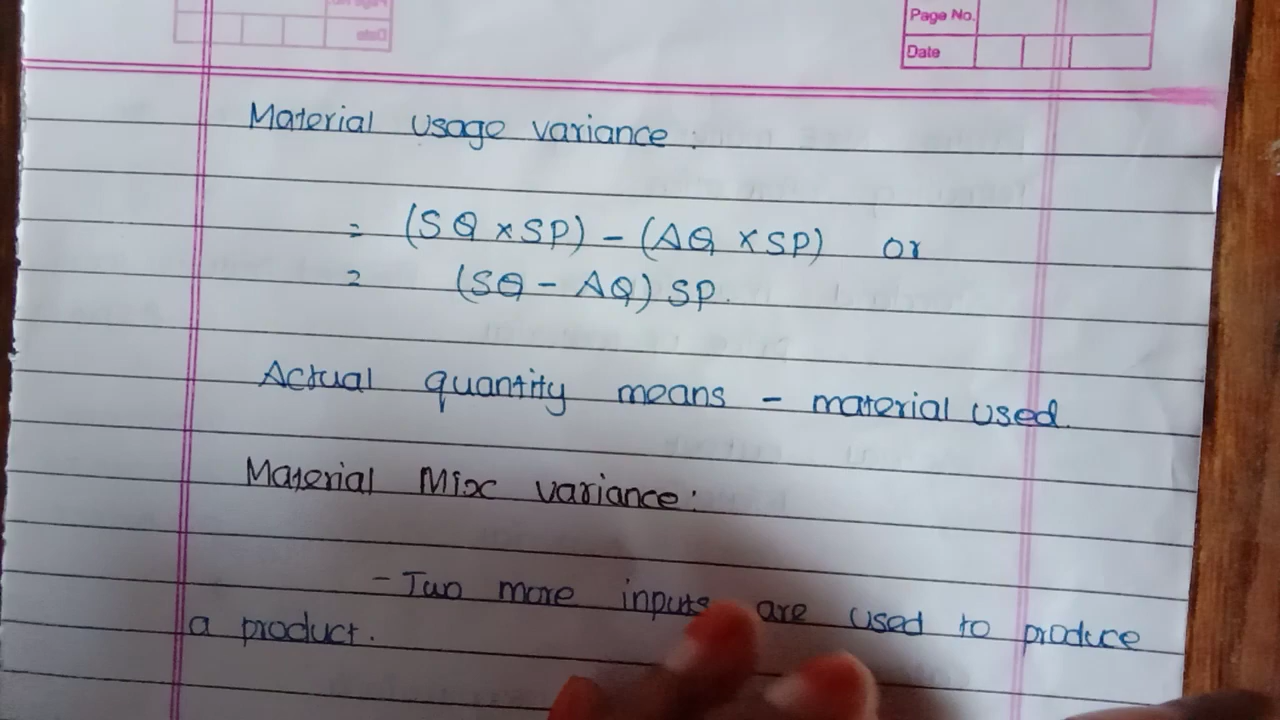 Page No.
Date
Material usage variance :
= (SQ × SP) - (AQ × SP) or
= (SQ - AQ) SP.
Actual quantity means - material used.
Material Mix variance :
- Two more inputs are used to produce
a product.